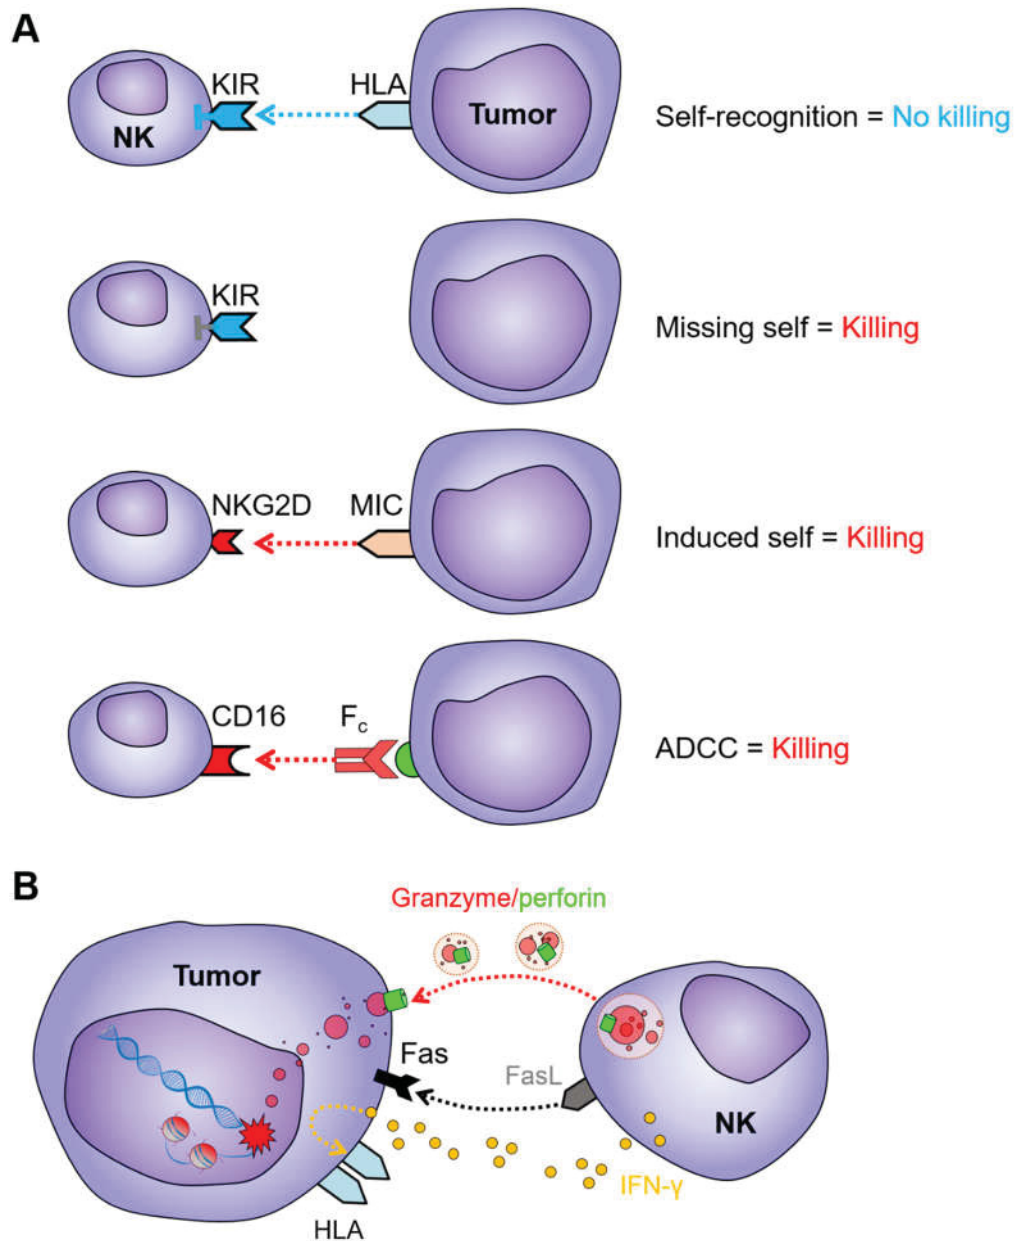 A
KIR
HLA
NK
Tumor
Self-recognition = No killing
KIR
Missing self = Killing
NKG2D
MIC
Induced self = Killing
CD16
Fc
ADCC = Killing
B
Granzyme/perforin
Tumor
Fas
FasL
NK
IFN-γ
HLA